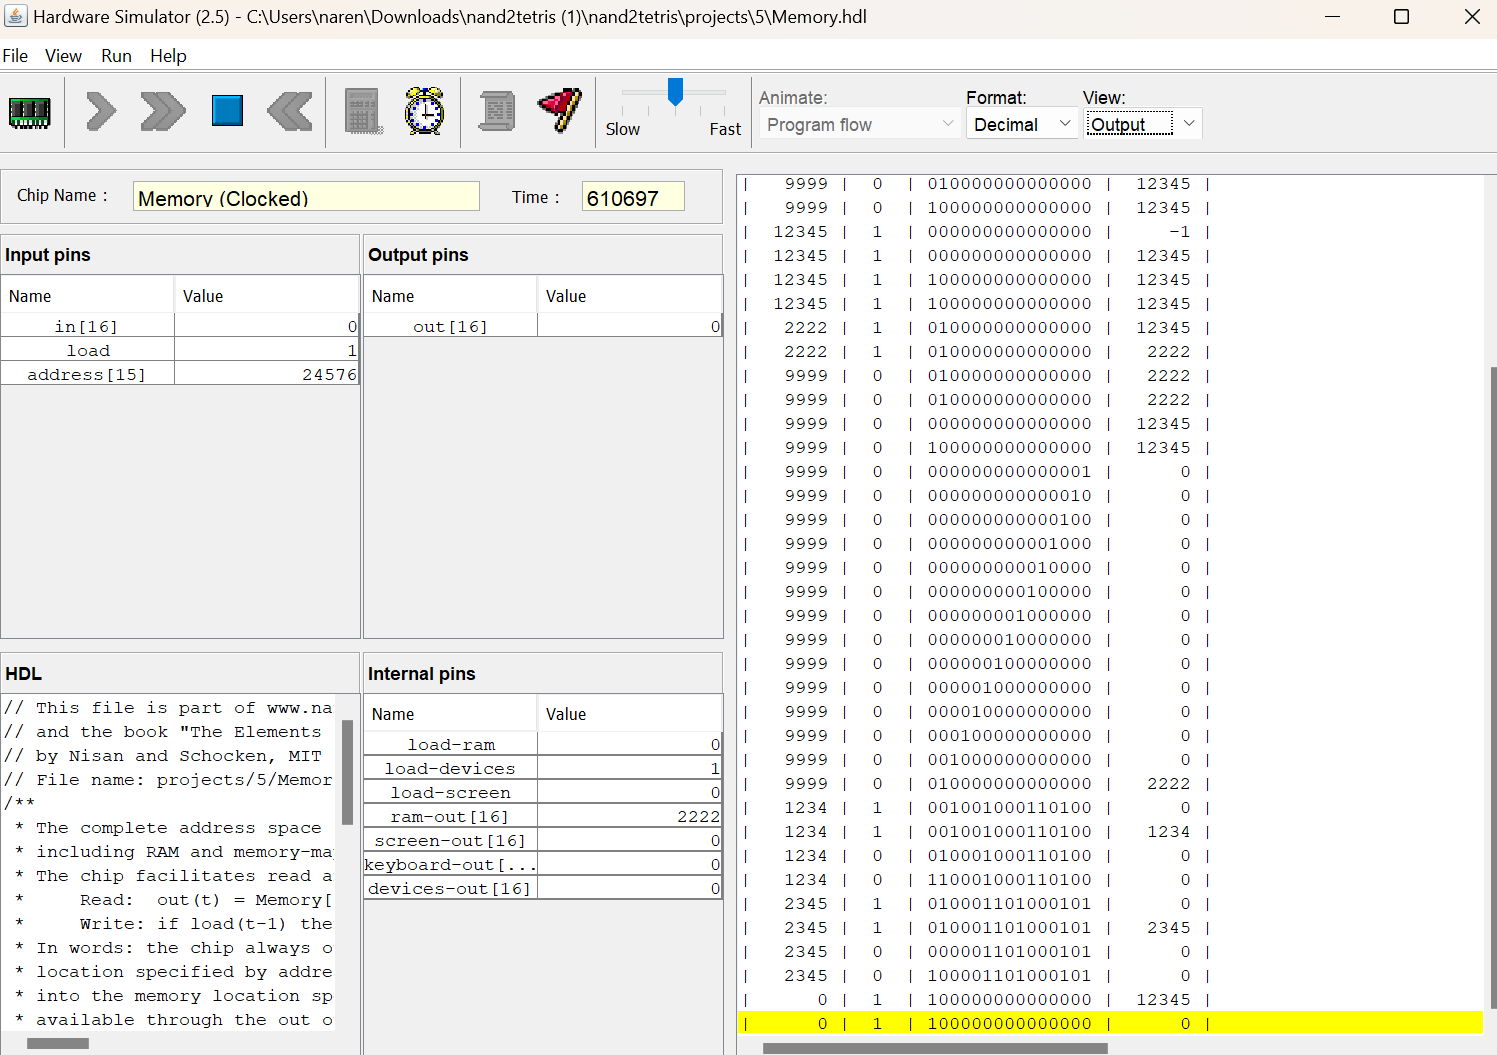 Hardware Simulator (2.5) - C:\Users\naren\Downloads\nand2tetris (1)\nand2tetris\projects\5\Memory.hdl
File View Run Help
Slow Fast
Animate:
Program flow
Format:
Decimal
View:
Output
Chip Name : Memory (Clocked) Time : 610697
Input pins
Name Value
in[16] 0
load 1
address[15] 24576
Output pins
Name Value
out[16] 0
HDL
// This file is part of www.na
// and the book "The Elements
// by Nisan and Schocken, MIT
// File name: projects/5/Memor
/**
* The complete address space
* including RAM and memory-ma
* The chip facilitates read a
* Read: out(t) = Memory[
* Write: if load(t-1) the
* In words: the chip always o
* location specified by addre
* into the memory location sp
* available through the out o
Internal pins
Name Value
load-ram 0
load-devices 1
load-screen 0
ram-out[16] 2222
screen-out[16] 0
keyboard-out[... 0
devices-out[16] 0
| 9999 | 0 | 010000000000000 | 12345 |
| 9999 | 0 | 100000000000000 | 12345 |
| 12345 | 1 | 000000000000000 | -1 |
| 12345 | 1 | 000000000000000 | 12345 |
| 12345 | 1 | 100000000000000 | 12345 |
| 12345 | 1 | 100000000000000 | 12345 |
| 2222 | 1 | 010000000000000 | 12345 |
| 2222 | 1 | 010000000000000 | 2222 |
| 9999 | 0 | 010000000000000 | 2222 |
| 9999 | 0 | 010000000000000 | 2222 |
| 9999 | 0 | 000000000000000 | 12345 |
| 9999 | 0 | 100000000000000 | 12345 |
| 9999 | 0 | 000000000000001 | 0 |
| 9999 | 0 | 000000000000010 | 0 |
| 9999 | 0 | 000000000000100 | 0 |
| 9999 | 0 | 000000000001000 | 0 |
| 9999 | 0 | 000000000010000 | 0 |
| 9999 | 0 | 000000000100000 | 0 |
| 9999 | 0 | 000000001000000 | 0 |
| 9999 | 0 | 000000010000000 | 0 |
| 9999 | 0 | 000000100000000 | 0 |
| 9999 | 0 | 000001000000000 | 0 |
| 9999 | 0 | 000010000000000 | 0 |
| 9999 | 0 | 000100000000000 | 0 |
| 9999 | 0 | 001000000000000 | 0 |
| 9999 | 0 | 010000000000000 | 2222 |
| 1234 | 1 | 001001000110100 | 0 |
| 1234 | 1 | 001001000110100 | 1234 |
| 1234 | 0 | 010001000110100 | 0 |
| 1234 | 0 | 110001000110100 | 0 |
| 2345 | 1 | 010001101000101 | 0 |
| 2345 | 1 | 010001101000101 | 2345 |
| 2345 | 0 | 000001101000101 | 0 |
| 2345 | 0 | 100001101000101 | 0 |
| 0 | 1 | 100000000000000 | 12345 |
| 0 | 1 | 100000000000000 | 0 |